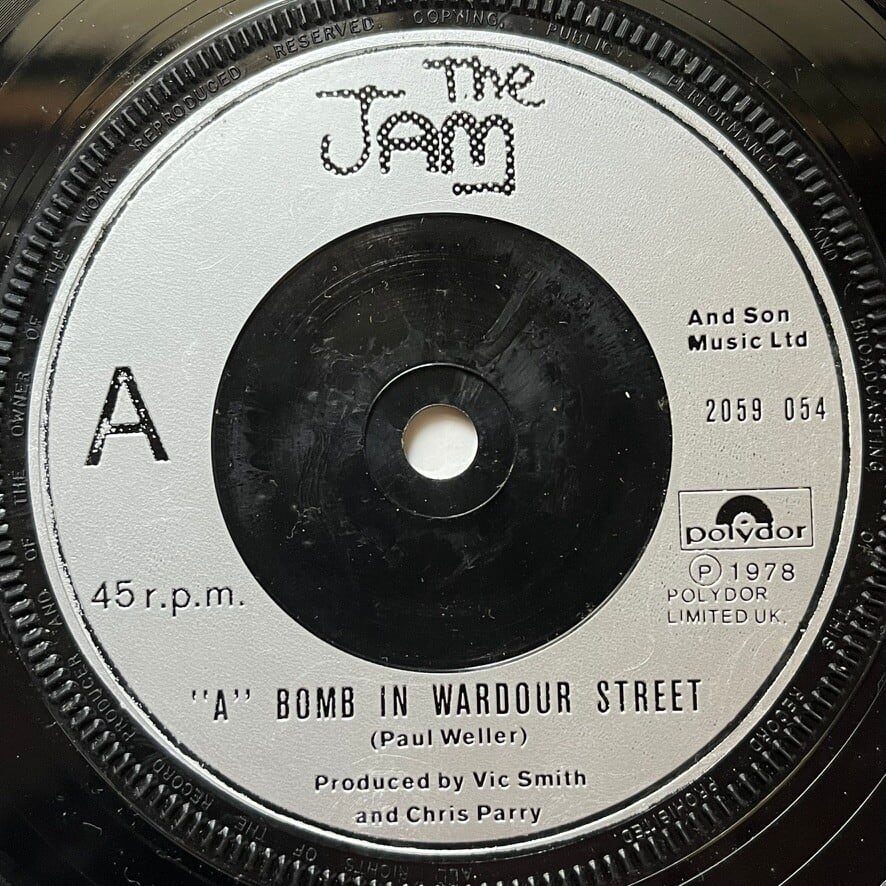 The
JAM
And Son
Music Ltd
2059 054
A
polydor
Ⓟ 1978
POLYDOR
LIMITED UK.
45 r.p.m.
"A" BOMB IN WARDOUR STREET
(Paul Weller)
Produced by Vic Smith
and Chris Parry
ALL RIGHTS OF THE RECORD PRODUCER AND OF THE OWNER OF THE WORK REPRODUCED RESERVED. COPYING, PUBLIC PERFORMANCE AND BROADCASTING OF THIS RECORD PROHIBITED